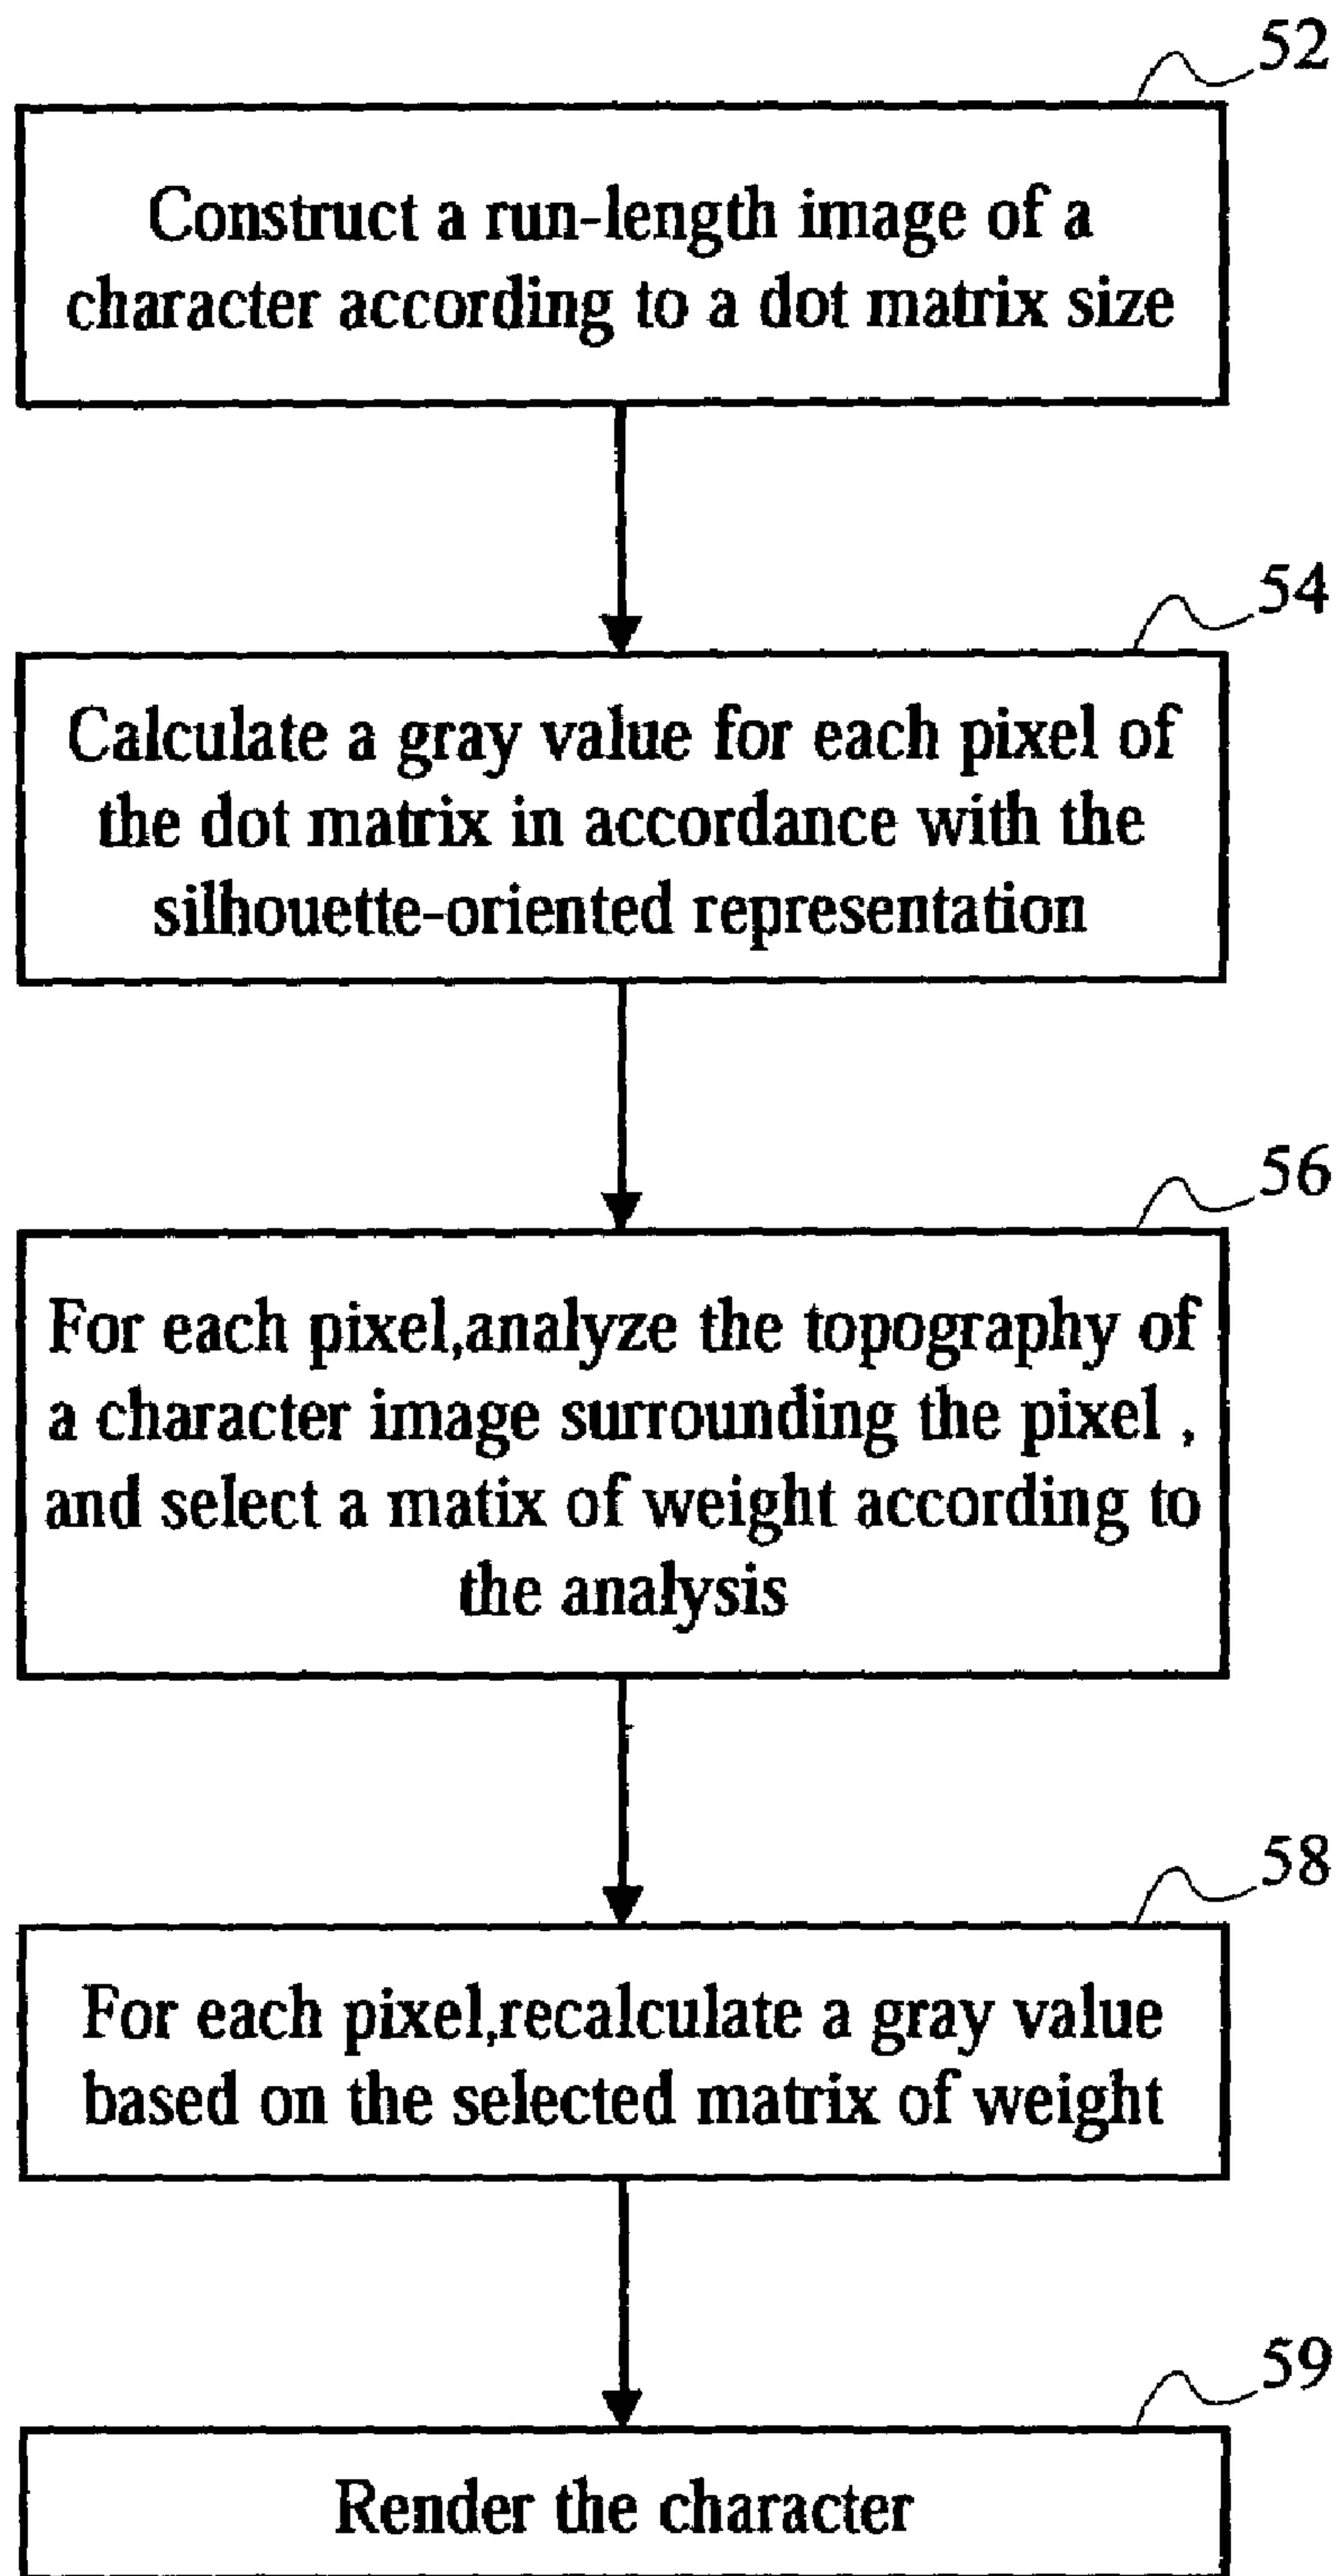 52
Construct a run-length image of a
character according to a dot matrix size
54
Calculate a gray value for each pixel of
the dot matrix in accordance with the
silhouette-oriented representation
56
For each pixel,analyze the topography of
a character image surrounding the pixel ,
and select a matix of weight according to
the analysis
58
For each pixel,recalculate a gray value
based on the selected matrix of weight
59
Render the character